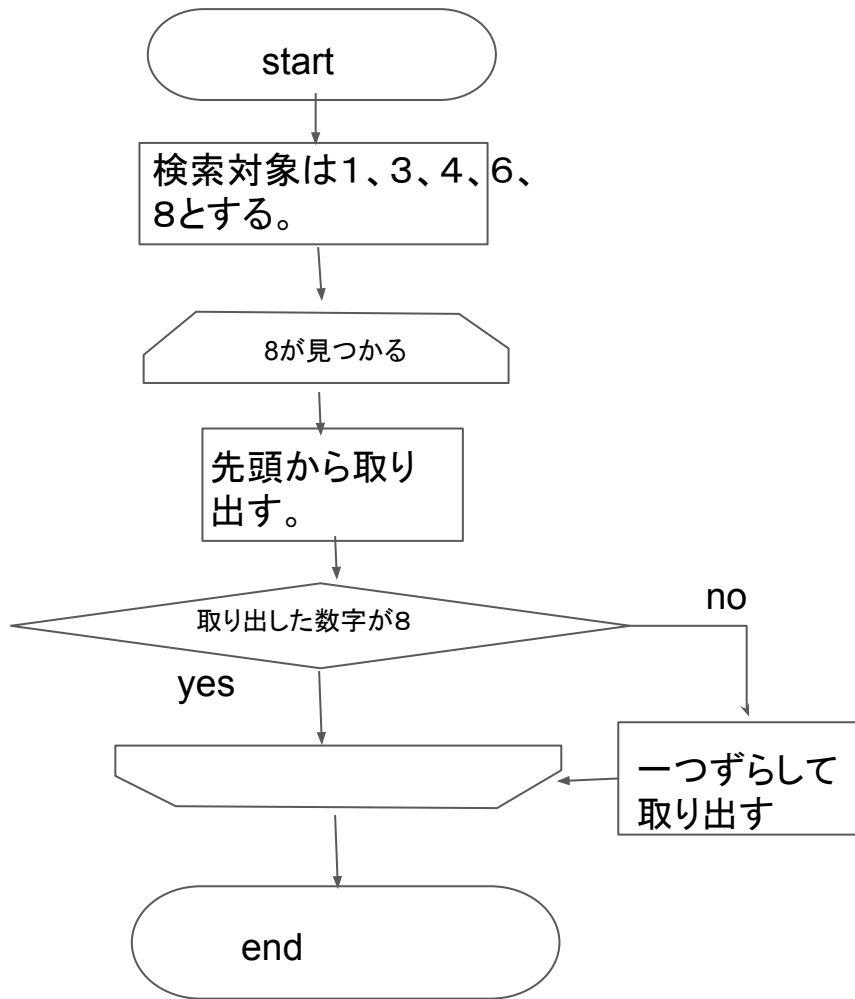 start
検索対象は１、３、４、６、
８とする。
8が見つかる
先頭から取り
出す。
取り出した数字が８
no
yes
一つずらして
取り出す
end